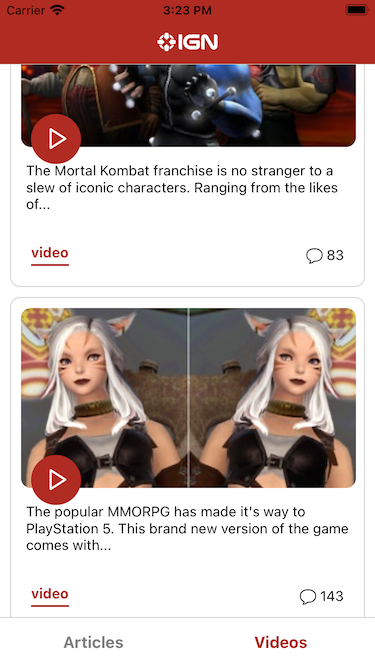 Carrier
3:23 PM
IGN
The Mortal Kombat franchise is no stranger to a
slew of iconic characters. Ranging from the likes
of...
video
83
The popular MMORPG has made it's way to
PlayStation 5. This brand new version of the game
comes with...
video
143
Articles
Videos